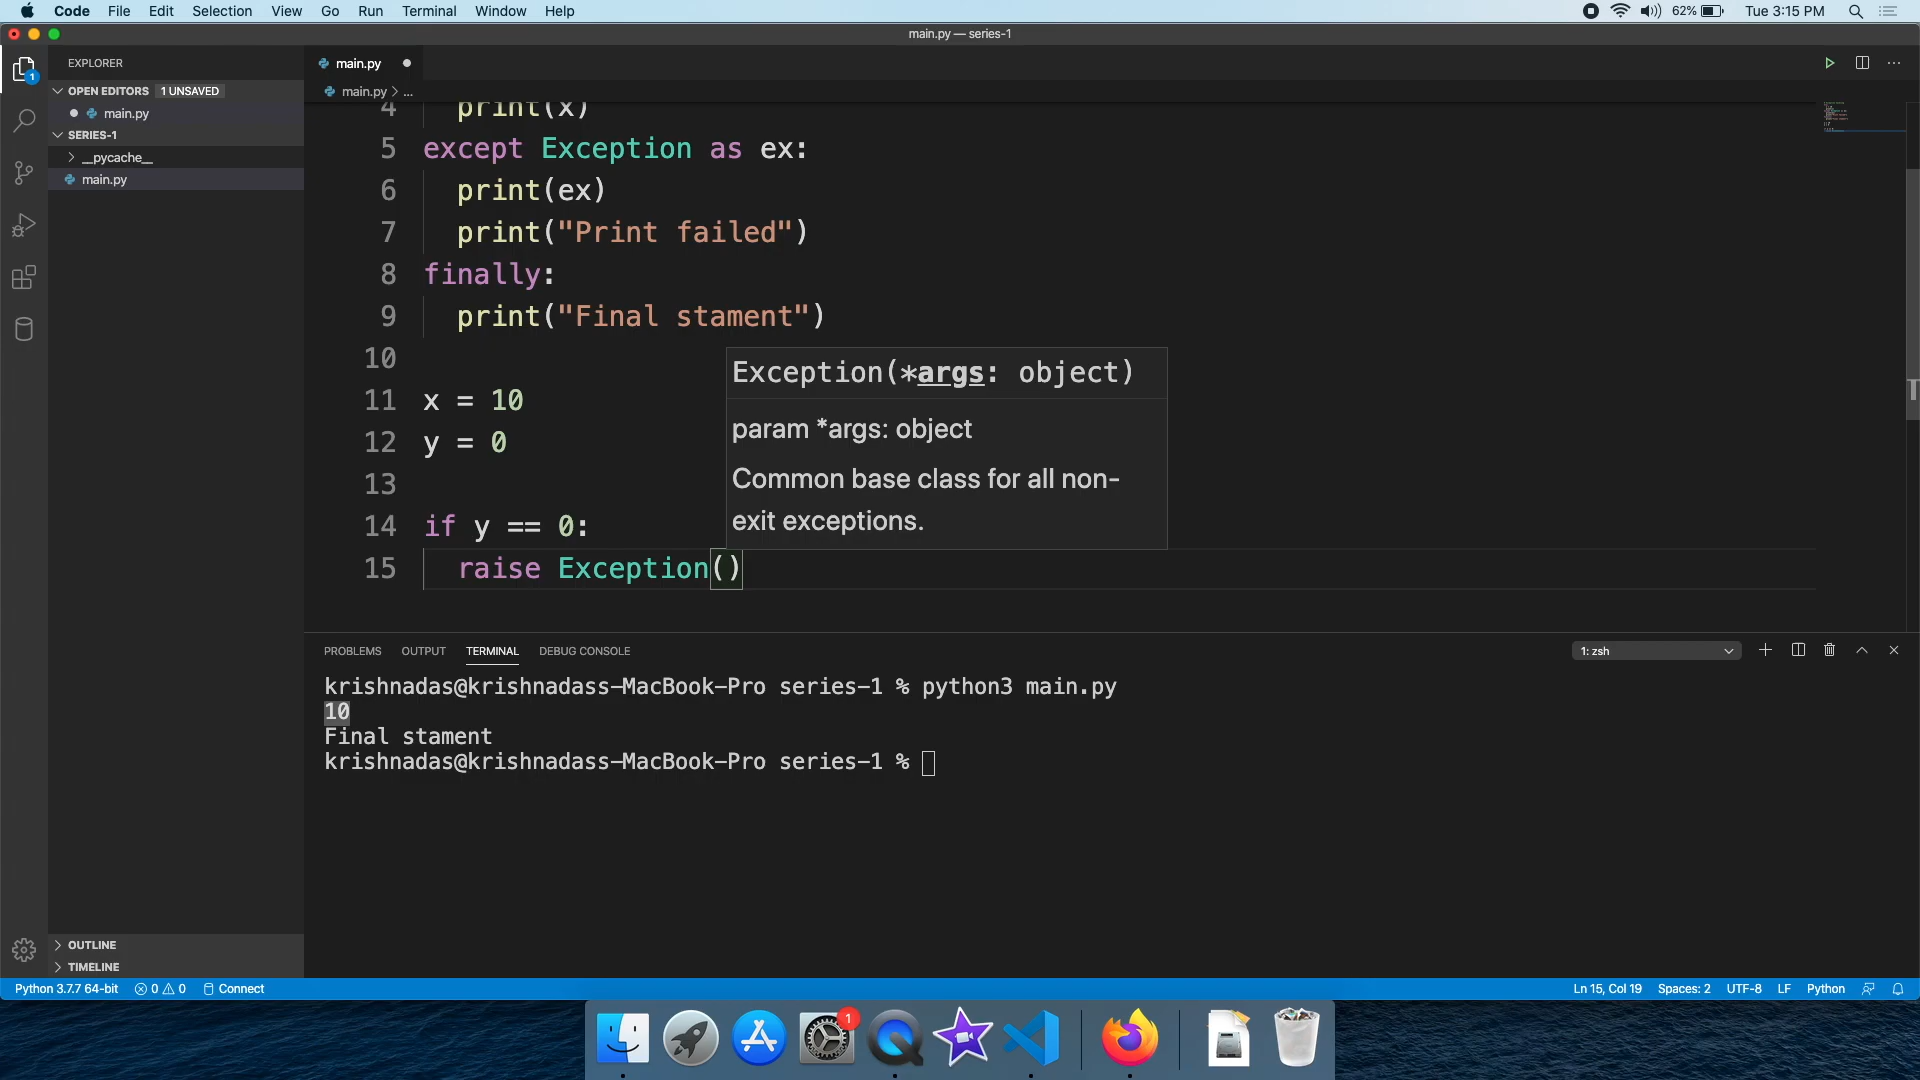 Code File Edit Selection View Go Run Terminal Window Help 62% Tue 3:15 PM
main.py — series-1
EXPLORER
OPEN EDITORS 1 UNSAVED
main.py
SERIES-1
__pycache__
main.py
OUTLINE
TIMELINE
1
main.py
main.py > ...
4 print(x)
5 except Exception as ex:
6 print(ex)
7 print("Print failed")
8 finally:
9 print("Final stament")
10
11 x = 10
12 y = 0
13
14 if y == 0:
15 raise Exception()
Exception(*args: object)
param *args: object
Common base class for all non-
exit exceptions.
PROBLEMS OUTPUT TERMINAL DEBUG CONSOLE 1: zsh
krishnadas@krishnadass-MacBook-Pro series-1 % python3 main.py
10
Final stament
krishnadas@krishnadass-MacBook-Pro series-1 %
Python 3.7.7 64-bit 0 0 Connect Ln 15, Col 19 Spaces: 2 UTF-8 LF Python
1